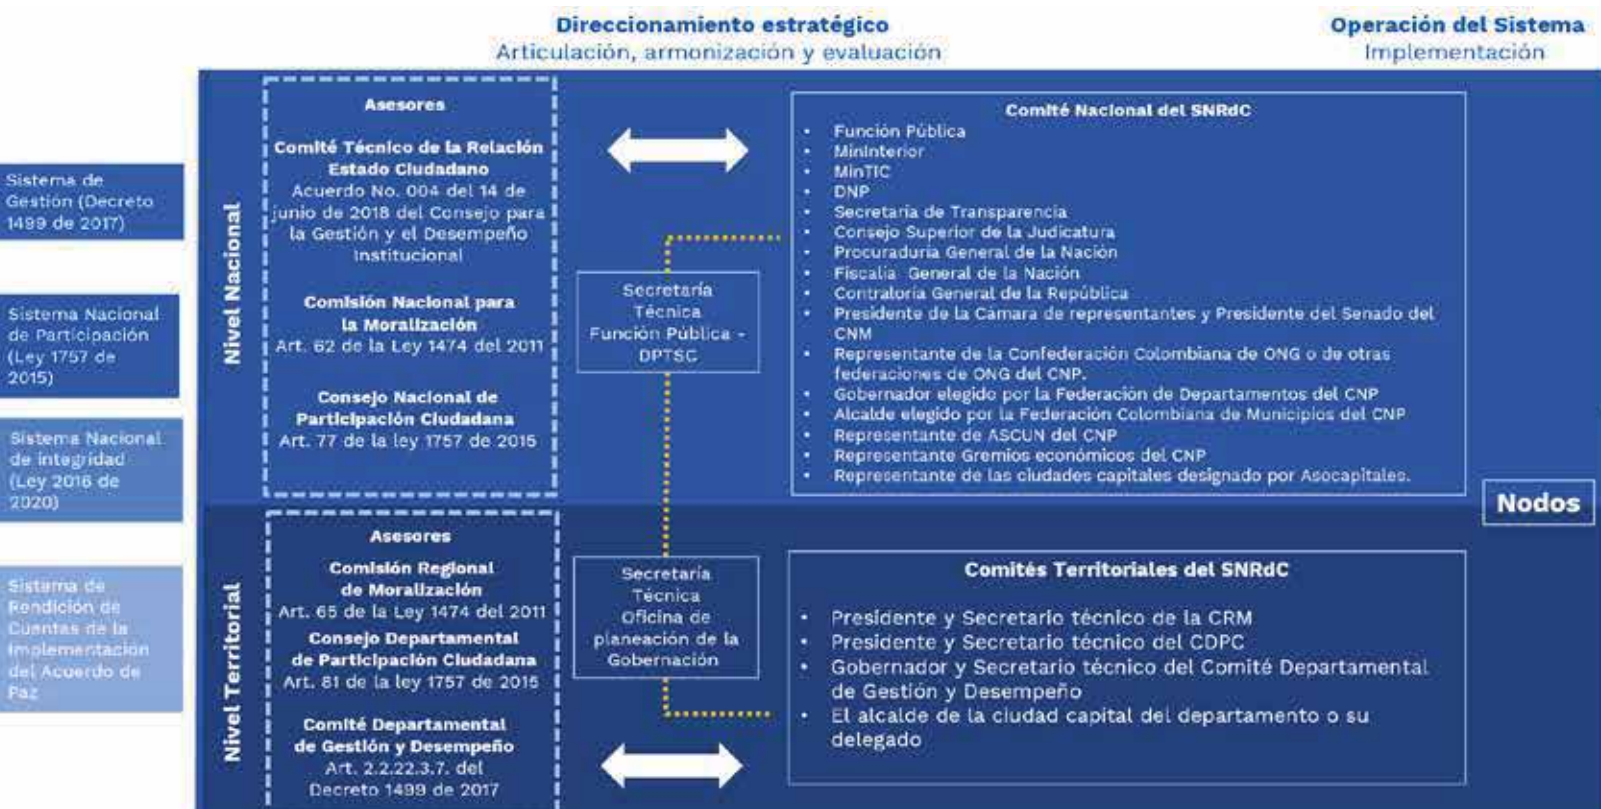 Direccionamiento estratégico
Articulación, armonización y evaluación
Operación del Sistema
Implementación
Sistema de
Gestión (Decreto
1499 de 2017)
Sistema Nacional
de Participación
(Ley 1757 de
2015)
Sistema Nacional
de integridad
(Ley 2016 de
2020)
Sistema de
Rendición de
Cuentas de la
Implementación
del Acuerdo de
Paz
Nivel Nacional
Asesores
Comité Técnico de la Relación
Estado Ciudadano
Acuerdo No. 004 del 14 de
junio de 2018 del Consejo para
la Gestión y el Desempeño
Institucional
Comisión Nacional para
la Moralización
Art. 62 de la Ley 1474 del 2011
Consejo Nacional de
Participación Ciudadana
Art. 77 de la ley 1757 de 2015
Secretaría
Técnica
Función Pública -
DPTSC
Comité Nacional del SNRdC
• Función Pública
• MinInterior
• MinTIC
• DNP
• Secretaría de Transparencia
• Consejo Superior de la Judicatura
• Procuraduría General de la Nación
• Fiscalía General de la Nación
• Contraloría General de la República
• Presidente de la Cámara de representantes y Presidente del Senado del
CNM
• Representante de la Confederación Colombiana de ONG o de otras
federaciones de ONG del CNP.
• Gobernador elegido por la Federación de Departamentos del CNP
• Alcalde elegido por la Federación Colombiana de Municipios del CNP
• Representante de ASCUN del CNP
• Representante Gremios económicos del CNP
• Representante de las ciudades capitales designado por Asocapitales.
Nodos
Nivel Territorial
Asesores
Comisión Regional
de Moralización
Art. 65 de la Ley 1474 del 2011
Consejo Departamental
de Participación Ciudadana
Art. 81 de la ley 1757 de 2015
Comité Departamental
de Gestión y Desempeño
Art. 2.2.22.3.7. del
Decreto 1499 de 2017
Secretaría
Técnica
Oficina de
planeación de la
Gobernación
Comités Territoriales del SNRdC
• Presidente y Secretario técnico de la CRM
• Presidente y Secretario técnico del CDPC
• Gobernador y Secretario técnico del Comité Departamental
de Gestión y Desempeño
• El alcalde de la ciudad capital del departamento o su
delegado